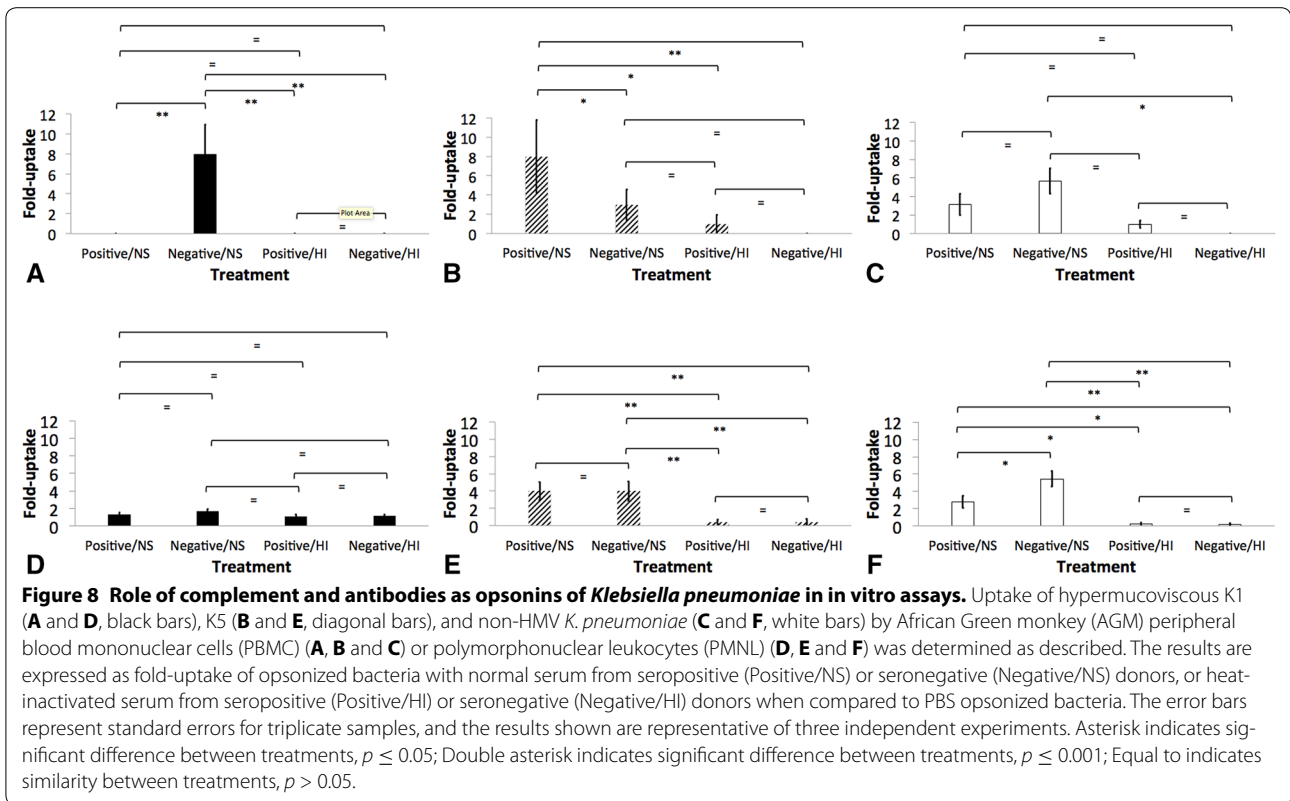 =
=
**
**
**
12
10
8
6
4
2
0
Fold-uptake
Plot Area
=
Positive/NS Negative/NS Positive/HI Negative/HI
Treatment
A
**
*
*
=
=
=
12
10
8
6
4
2
0
Fold-uptake
Positive/NS Negative/NS Positive/HI Negative/HI
Treatment
B
=
=
*
=
=
=
12
10
8
6
4
2
0
Fold-uptake
Positive/NS Negative/NS Positive/HI Negative/HI
Treatment
C
=
=
=
=
=
=
12
10
8
6
4
2
0
Fold-uptake
Positive/NS Negative/NS Positive/HI Negative/HI
Treatment
D
**
**
**
**
=
=
12
10
8
6
4
2
0
Fold-uptake
Positive/NS Negative/NS Positive/HI Negative/HI
Treatment
E
**
**
*
*
*
=
12
10
8
6
4
2
0
Fold-uptake
Positive/NS Negative/NS Positive/HI Negative/HI
Treatment
F
Figure 8 Role of complement and antibodies as opsonins of Klebsiella pneumoniae in in vitro assays. Uptake of hypermucoviscous K1
(A and D, black bars), K5 (B and E, diagonal bars), and non-HMV K. pneumoniae (C and F, white bars) by African Green monkey (AGM) peripheral
blood mononuclear cells (PBMC) (A, B and C) or polymorphonuclear leukocytes (PMNL) (D, E and F) was determined as described. The results are
expressed as fold-uptake of opsonized bacteria with normal serum from seropositive (Positive/NS) or seronegative (Negative/NS) donors, or heat-
inactivated serum from seropositive (Positive/HI) or seronegative (Negative/HI) donors when compared to PBS opsonized bacteria. The error bars
represent standard errors for triplicate samples, and the results shown are representative of three independent experiments. Asterisk indicates sig-
nificant difference between treatments, p ≤ 0.05; Double asterisk indicates significant difference between treatments, p ≤ 0.001; Equal to indicates
similarity between treatments, p > 0.05.